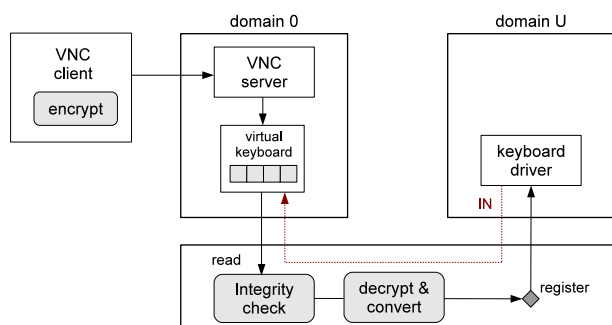 domain 0
domain U
VNC
client
encrypt
VNC
server
virtual
keyboard
keyboard
driver
IN
read
Integrity
check
decrypt &
convert
register